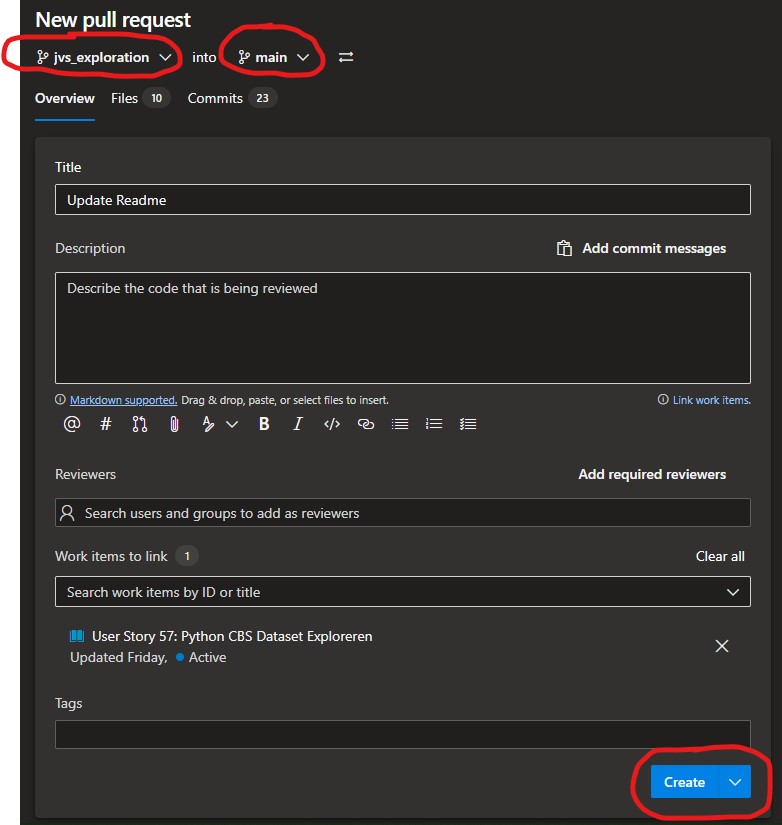 New pull request
jvs_exploration into main
Overview Files 10 Commits 23
Title
Update Readme
Description Add commit messages
Describe the code that is being reviewed
Markdown supported. Drag & drop, paste, or select files to insert. Link work items.
@ # B I </>
Reviewers Add required reviewers
Search users and groups to add as reviewers
Work items to link 1 Clear all
Search work items by ID or title
User Story 57: Python CBS Dataset Exploreren
Updated Friday, Active
Tags
Create